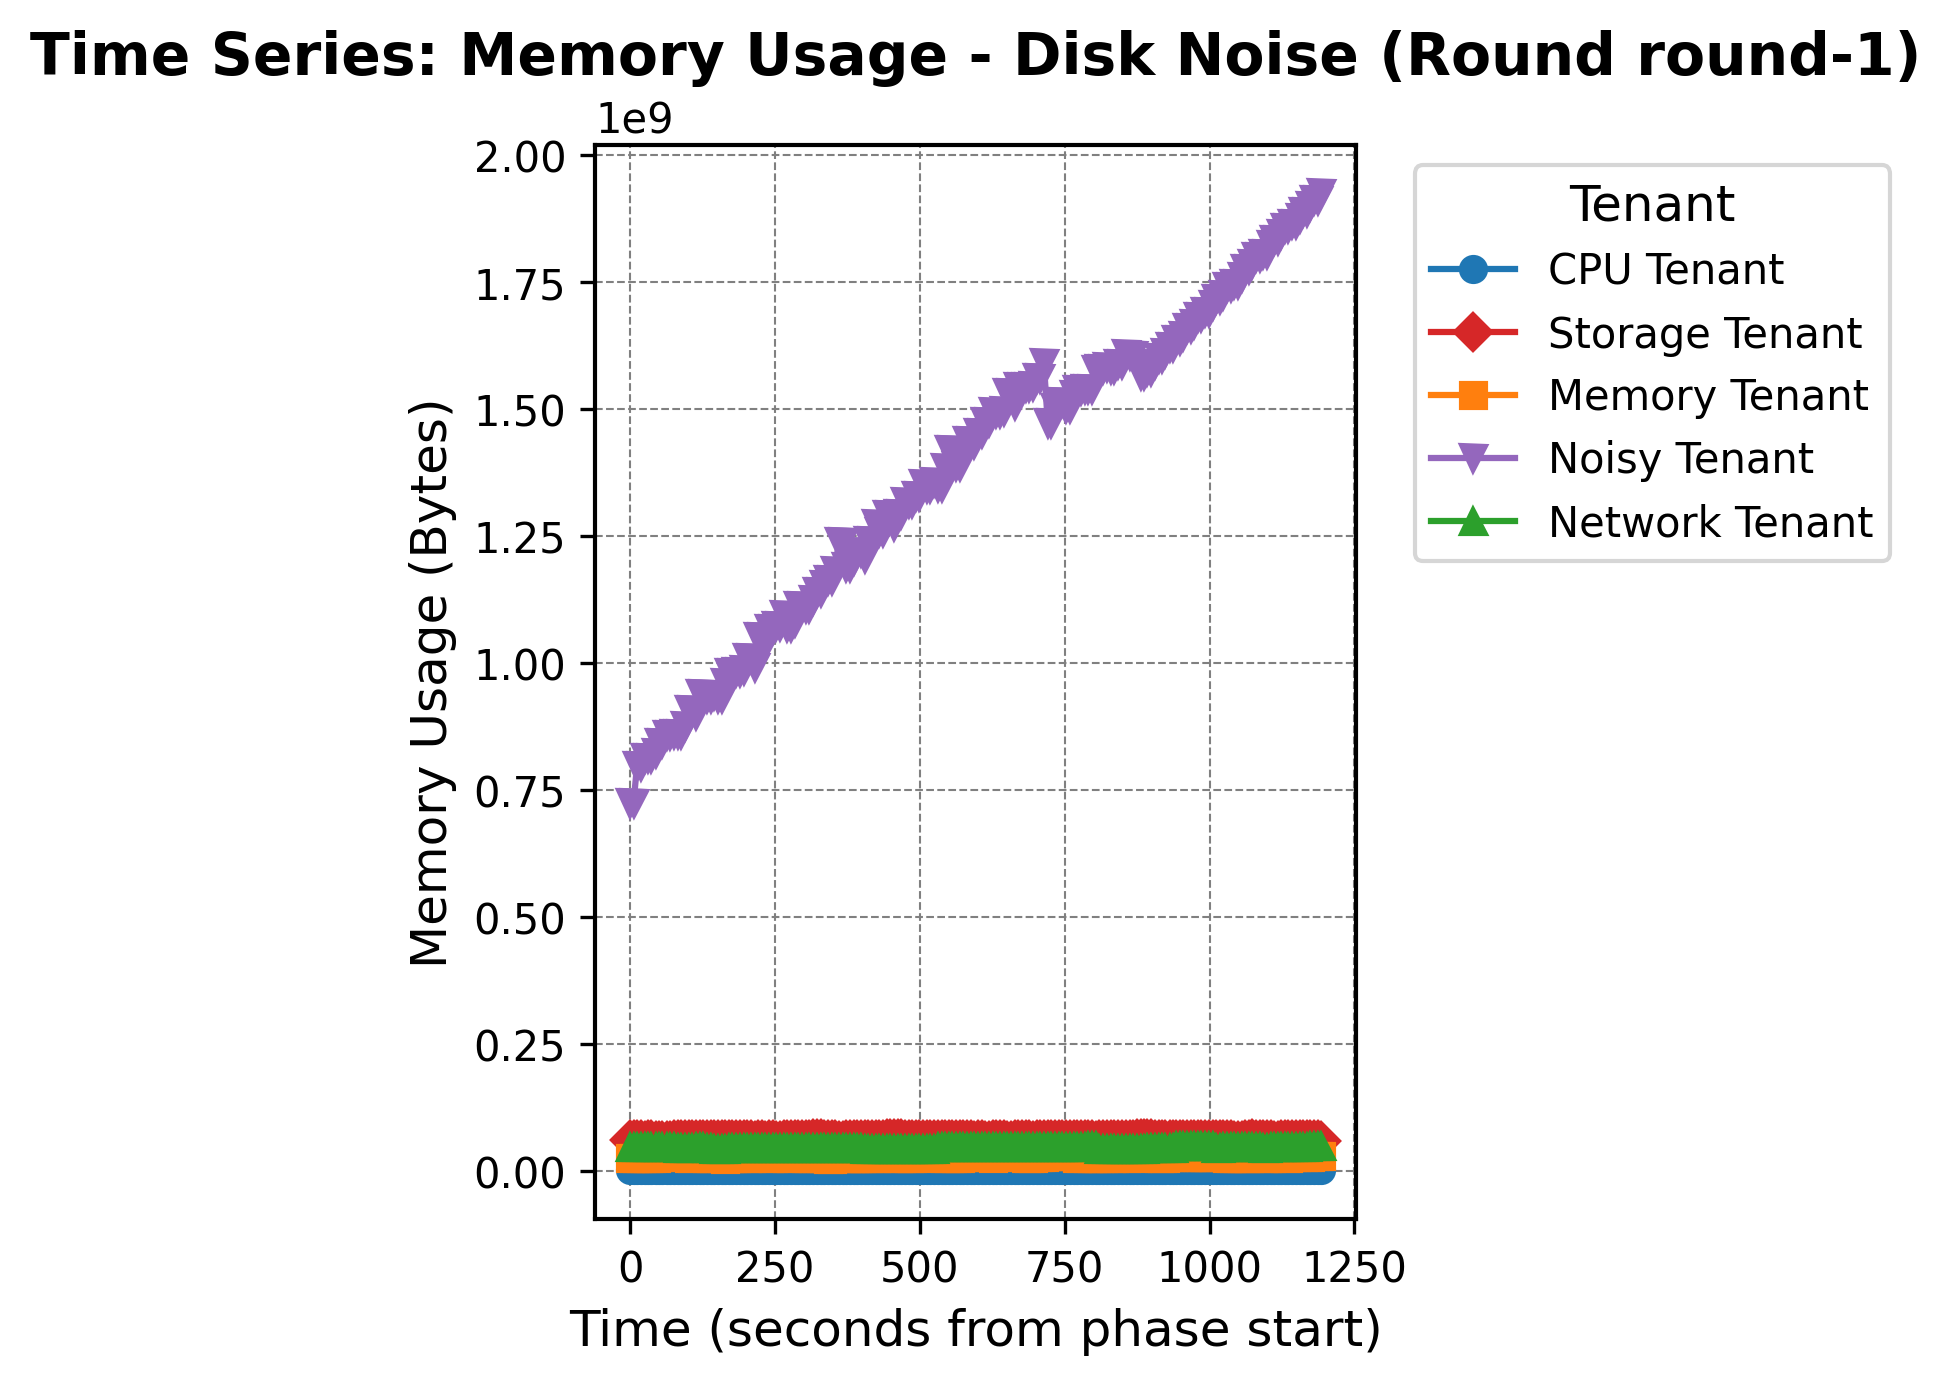 Time Series: Memory Usage - Disk Noise (Round round-1)
1e9
2.00
1.75
1.50
1.25
1.00
0.75
0.50
0.25
0.00
Memory Usage (Bytes)
0 250 500 750 1000 1250
Time (seconds from phase start)
Tenant
CPU Tenant
Storage Tenant
Memory Tenant
Noisy Tenant
Network Tenant